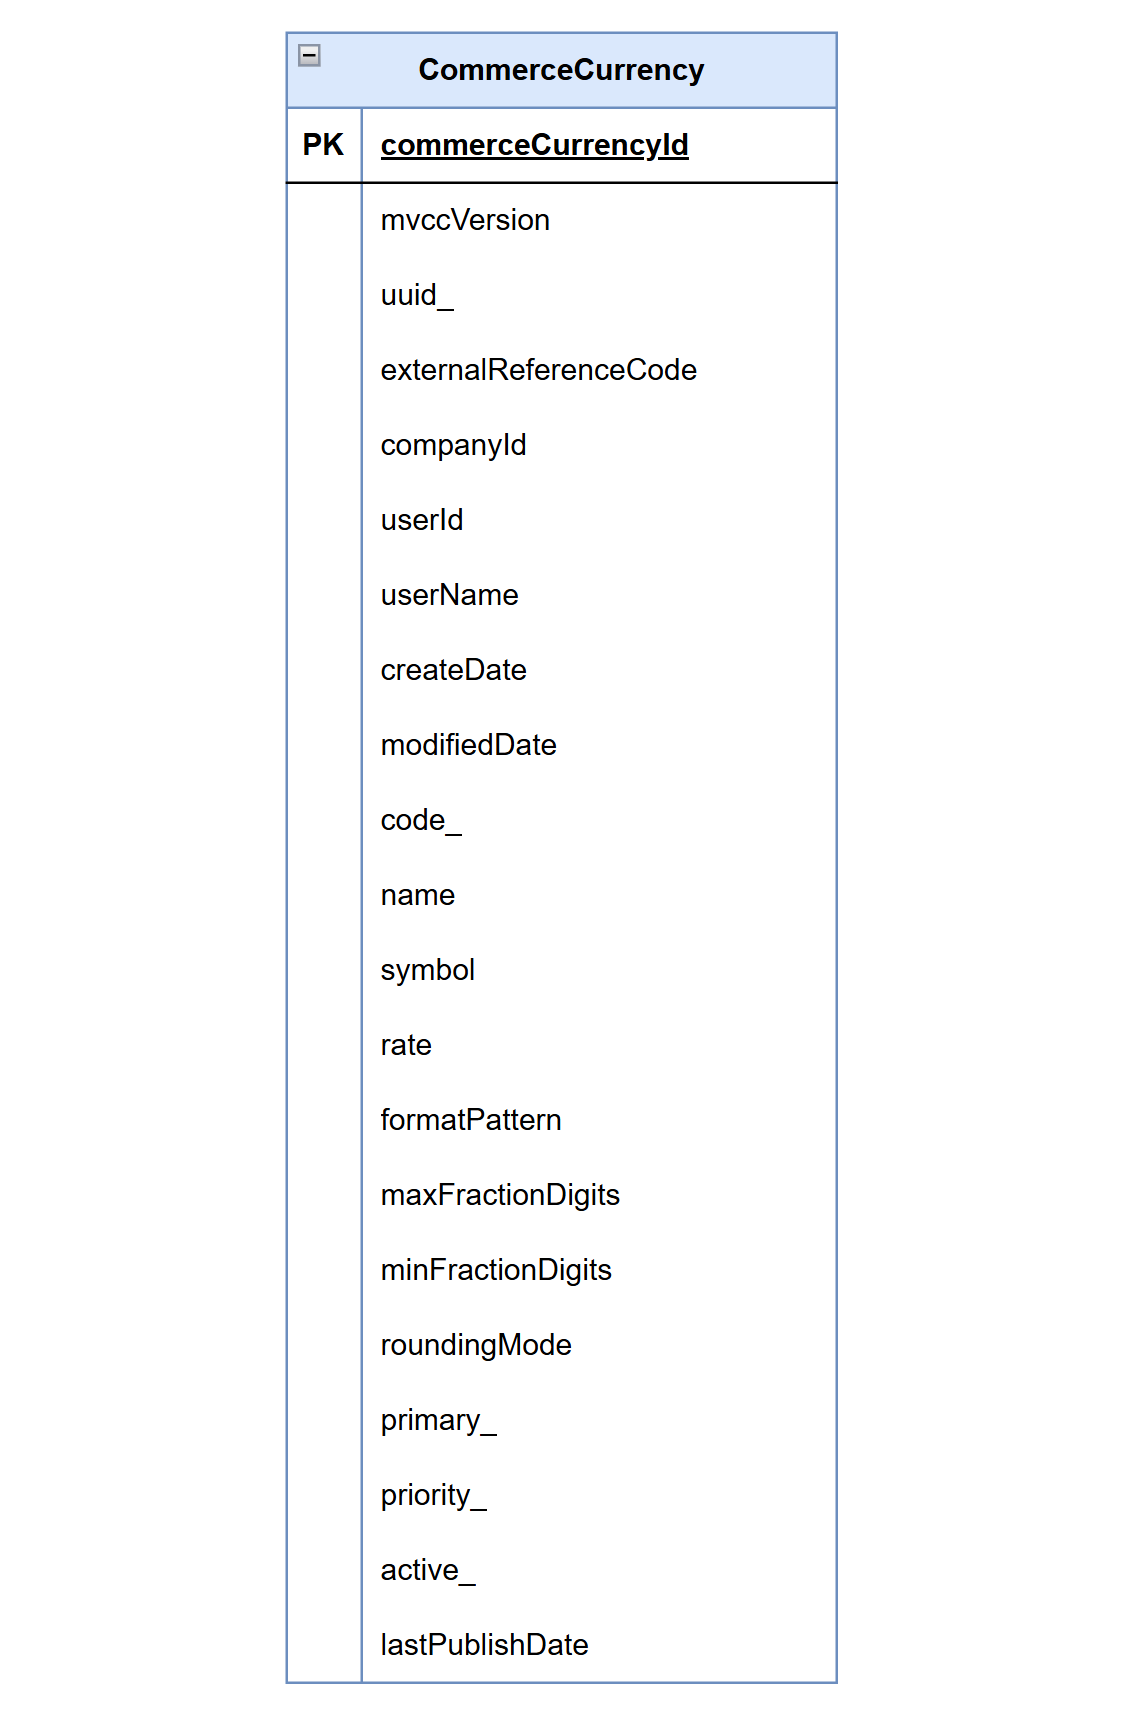 CommerceCurrency
PK commerceCurrencyId
mvccVersion
uuid_
externalReferenceCode
companyId
userId
userName
createDate
modifiedDate
code_
name
symbol
rate
formatPattern
maxFractionDigits
minFractionDigits
roundingMode
primary_
priority_
active_
lastPublishDate